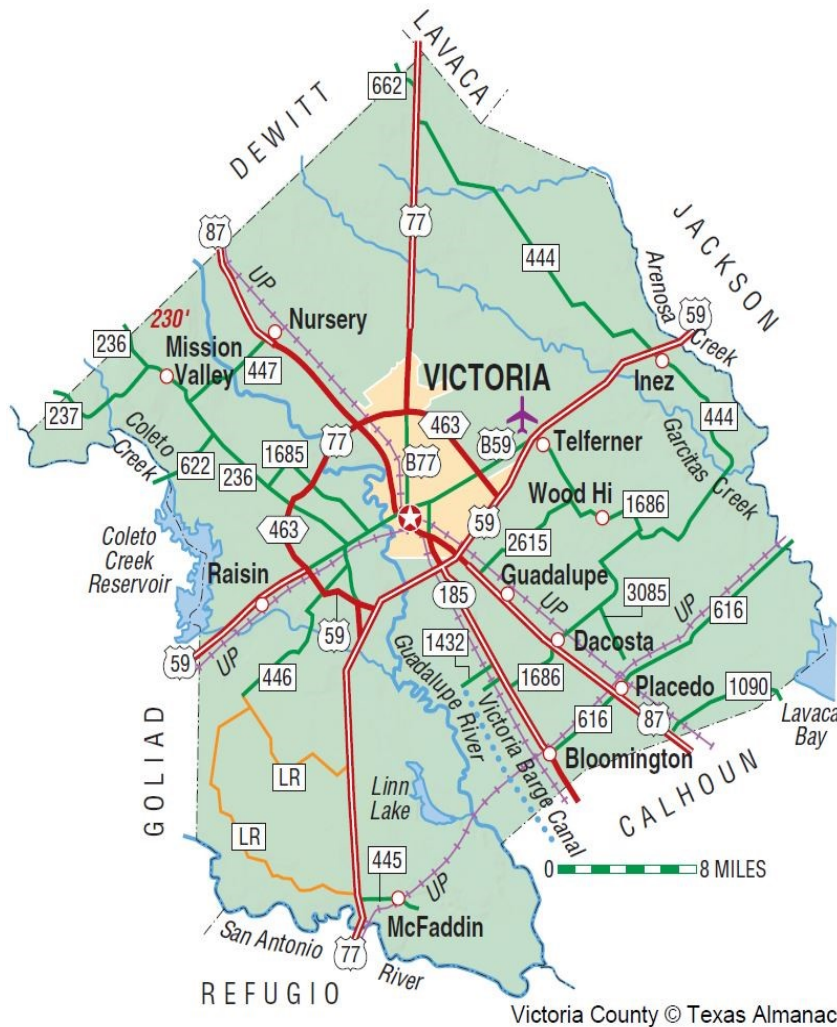 LAVACA
DEWITT
662
77
87
UP
444
JACKSON
Arenosa
Creek
59
230'
Nursery
236
Mission
Valley
447
VICTORIA
Inez
237
Coleto
Creek
622
236
1685
77
463
B77
B59
Telferner
444
Garcitas Creek
Wood Hi
1686
463
59
2615
Coleto
Creek
Reservoir
Raisin
185
Guadalupe
UP
3085
UP
616
59
UP
59
1432
Dacosta
446
Guadalupe River
1686
Placedo
1090
Lavaca
Bay
GOLIAD
LR
Victoria Barge Canal
616
87
Bloomington
CALHOUN
Linn
Lake
LR
0 8 MILES
445
UP
McFaddin
San Antonio
River
77
REFUGIO
Victoria County © Texas Almanac